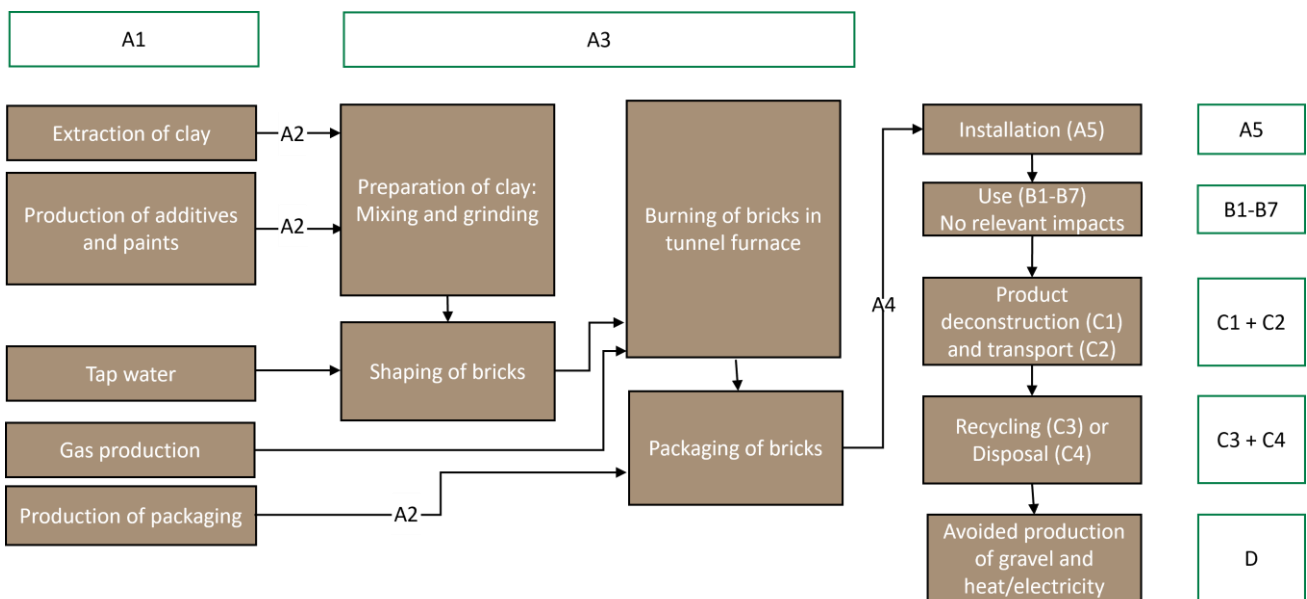 A1
A3
Extraction of clay
A2
Production of additives
and paints
A2
Preparation of clay:
Mixing and grinding
Burning of bricks in
tunnel furnace
Tap water
Shaping of bricks
Gas production
Production of packaging
A2
Packaging of bricks
A4
Installation (A5)
A5
Use (B1-B7)
No relevant impacts
B1-B7
Product
deconstruction (C1)
and transport (C2)
C1 + C2
Recycling (C3) or
Disposal (C4)
C3 + C4
Avoided production
of gravel and
heat/electricity
D